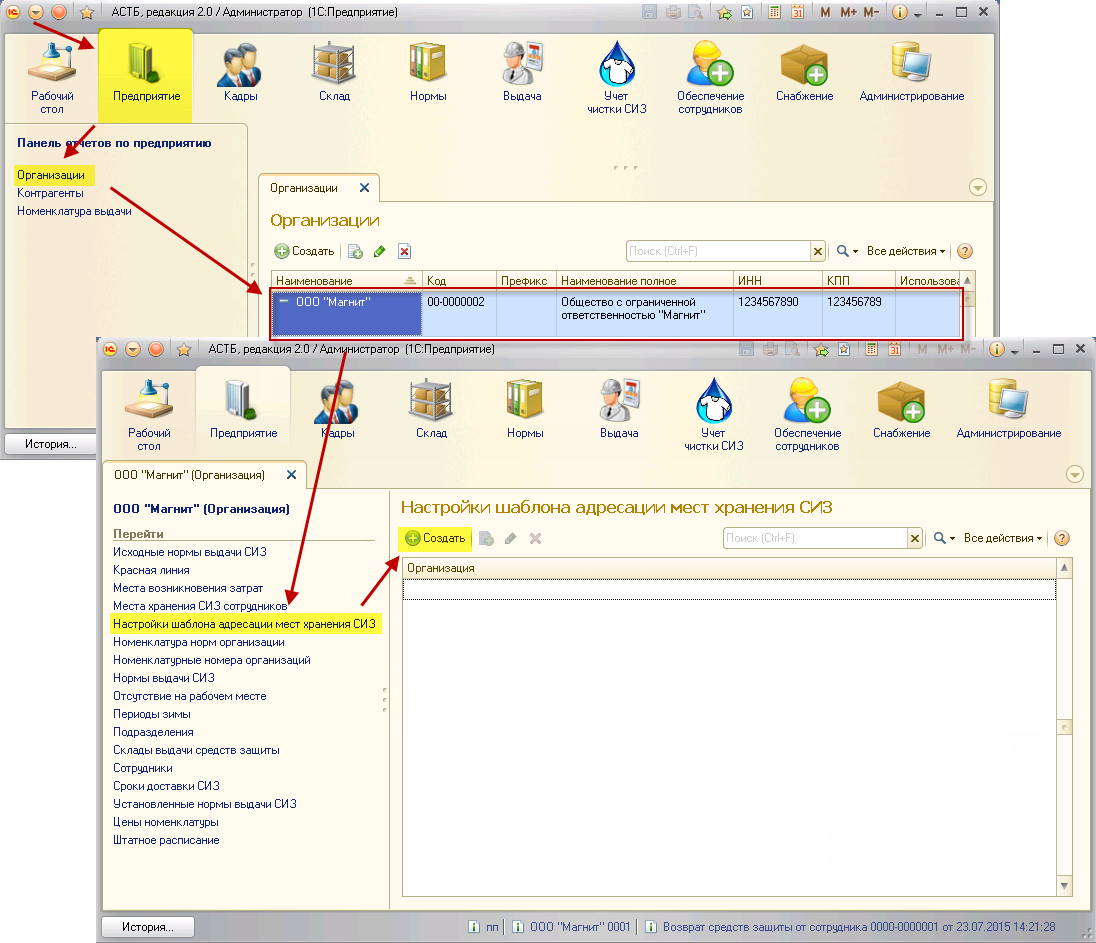 АСТБ, редакция 2.0 / Администратор (1С:Предприятие)
M M+ M-
Рабочий стол
Предприятие
Кадры
Склад
Нормы
Выдача
Учет чистки СИЗ
Обеспечение сотрудников
Снабжение
Администрирование
Панель отчетов по предприятию
Организации
Контрагенты
Номенклатура выдачи
Организации
Организации
Создать
Поиск (Ctrl+F)
Все действия
Наименование Код Префикс Наименование полное ИНН КПП Использова
ООО "Магнит" 00-0000002 Общество с ограниченной ответственностью "Магнит" 1234567890 123456789
История...
АСТБ, редакция 2.0 / Администратор (1С:Предприятие)
M M+ M-
Рабочий стол
Предприятие
Кадры
Склад
Нормы
Выдача
Учет чистки СИЗ
Обеспечение сотрудников
Снабжение
Администрирование
ООО "Магнит" (Организация)
ООО "Магнит" (Организация)
Перейти
Исходные нормы выдачи СИЗ
Красная линия
Места возникновения затрат
Места хранения СИЗ сотрудников
Настройки шаблона адресации мест хранения СИЗ
Номенклатура норм организации
Номенклатурные номера организаций
Нормы выдачи СИЗ
Отсутствие на рабочем месте
Периоды зимы
Подразделения
Склады выдачи средств защиты
Сотрудники
Сроки доставки СИЗ
Установленные нормы выдачи СИЗ
Цены номенклатуры
Штатное расписание
Настройки шаблона адресации мест хранения СИЗ
Создать
Поиск (Ctrl+F)
Все действия
Организация
История...
пп
ООО "Магнит" 0001
Возврат средств защиты от сотрудника 0000-0000001 от 23.07.2015 14:21:28